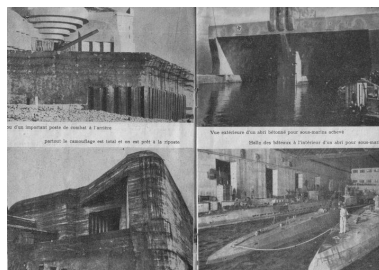 d'un important poste de combat à l'arrière
partout le camouflage est total et on est prêt à la riposte
Vue extérieure d'un abri bétonné pour sous-marins achevé
Halls des bateaux à l'intérieur d'un abri pour sous-mar